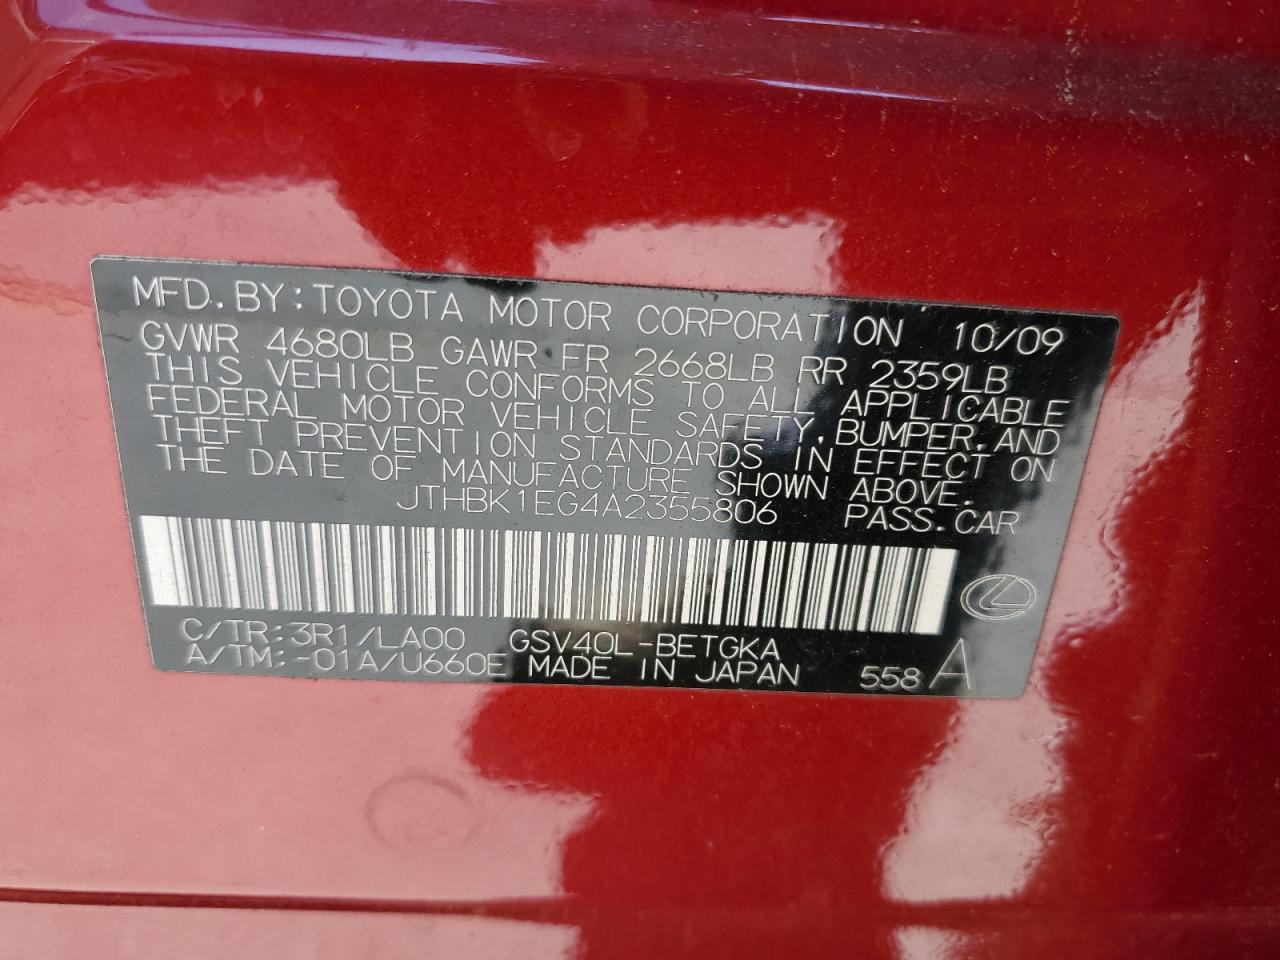 MFD.BY:TOYOTA MOTOR CORPORATION 10/09
GVWR 4680LB GAWR FR 2668LB RR 2359LB
THIS VEHICLE CONFORMS TO ALL APPLICABLE
FEDERAL MOTOR VEHICLE SAFETY,BUMPER,AND
THEFT PREVENTION STANDARDS IN EFFECT ON
THE DATE OF MANUFACTURE SHOWN ABOVE.
JTHBK1EG4A2355806 PASS.CAR
C/TR:3R1/LA00 GSV40L-BETGKA
A/TM:-01A/U660E MADE IN JAPAN 558 A